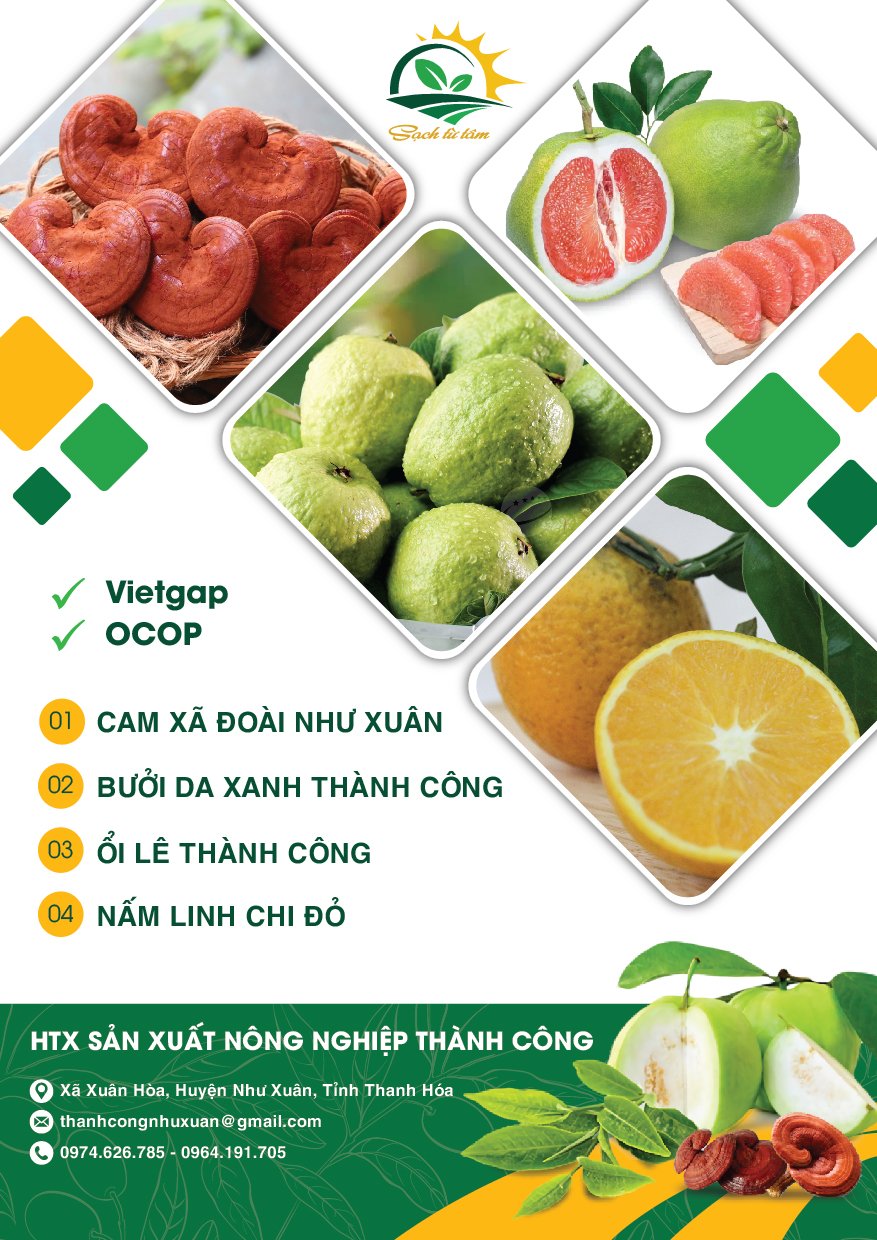 Sạch từ tâm
Vietgap
OCOP
01 CAM XÃ ĐOÀI NHƯ XUÂN
02 BƯỞI DA XANH THÀNH CÔNG
03 ỔI LÊ THÀNH CÔNG
04 NẤM LINH CHI ĐỎ
HTX SẢN XUẤT NÔNG NGHIỆP THÀNH CÔNG
Xã Xuân Hòa, Huyện Như Xuân, Tỉnh Thanh Hóa
thanhcongnhuxuan@gmail.com
0974.626.785 - 0964.191.705